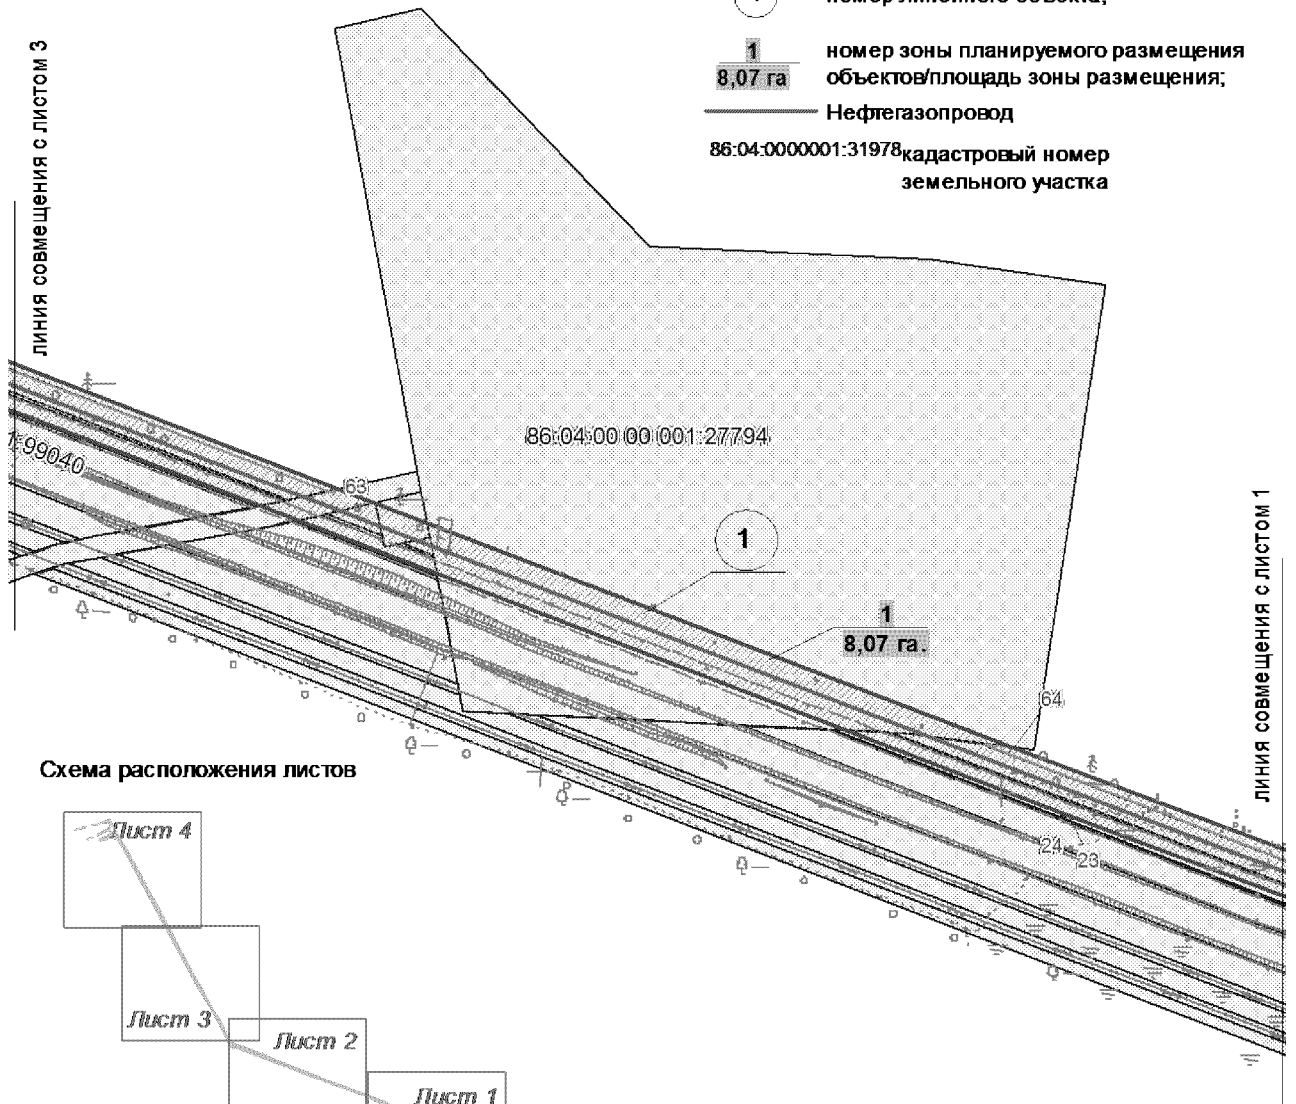 номер линейного объекта;
1
8,07 га
номер зоны планируемого размещения
объектов/площадь зоны размещения;
Нефтегазопровод
86:04:0000001:31978
кадастровый номер
земельного участка
линия совмещения с листом 3
86:04:00 00 001:27794
1:99040
63
1
1
8,07 га.
64
24
23
линия совмещения с листом 1
Схема расположения листов
Лист 4
Лист 3
Лист 2
Лист 1